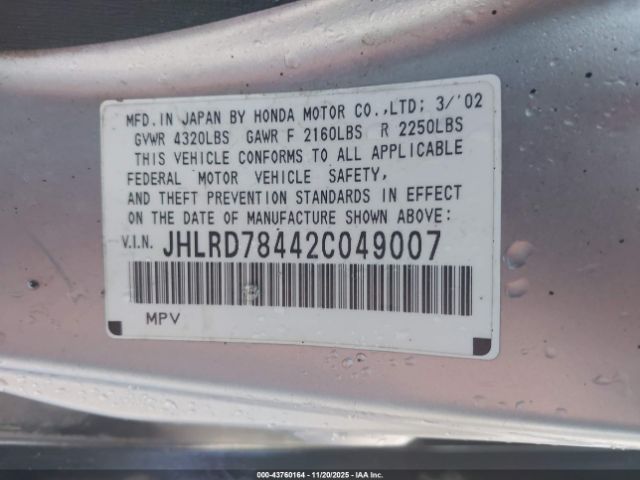 MFD. IN JAPAN BY HONDA MOTOR CO.,LTD; 3/'02
GVWR 4320LBS GAWR F 2160LBS R 2250LBS
THIS VEHICLE CONFORMS TO ALL APPLICABLE
FEDERAL MOTOR VEHICLE SAFETY,
AND THEFT PREVENTION STANDARDS IN EFFECT
ON THE DATE OF MANUFACTURE SHOWN ABOVE:
V.I.N. JHLRD78442C049007
MPV
000-43760164 - 11/20/2025 - IAA Corp.